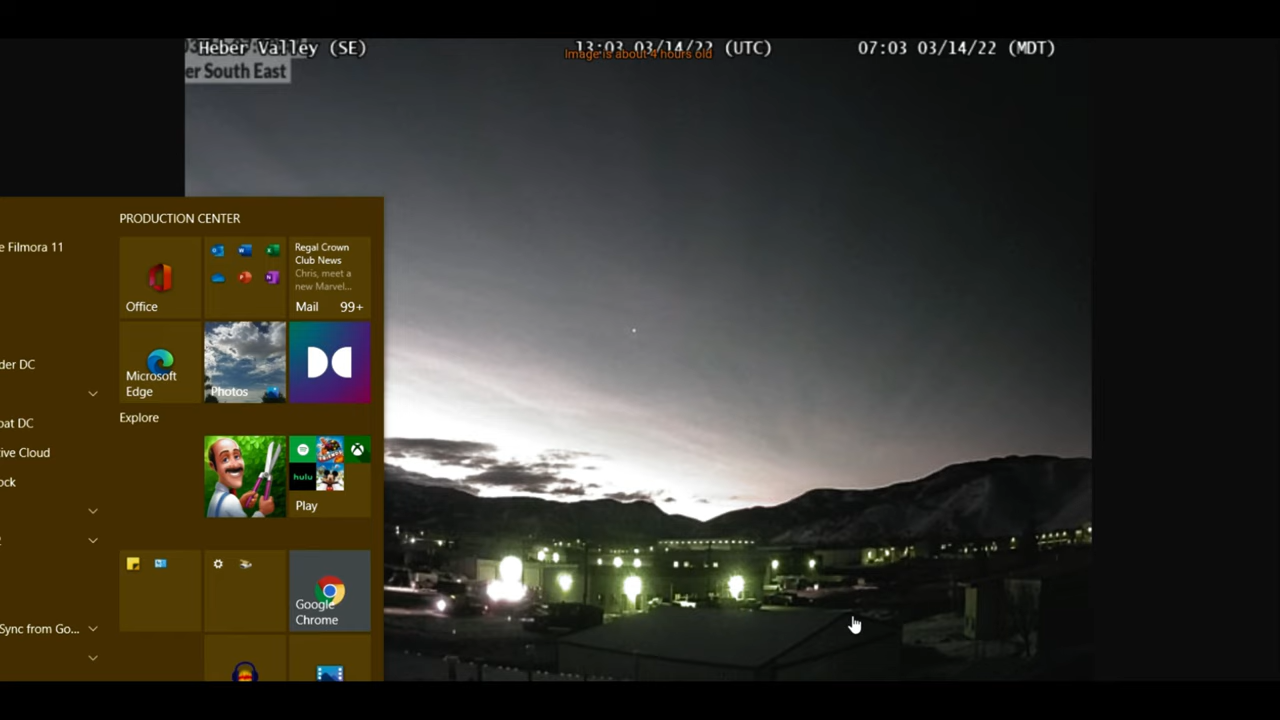 Heber Valley (SE)
13:03 03/14/22 (UTC)
07:03 03/14/22 (MDT)
Image is about 4 hours old
er South East
PRODUCTION CENTER
e Filmora 11
Office
Regal Crown
Club News
Chris, meet a
new Marvel...
Mail 99+
der DC
Microsoft
Edge
Photos
Explore
bat DC
ive Cloud
ock
hulu
Play
2
Google
Chrome
Sync from Go...